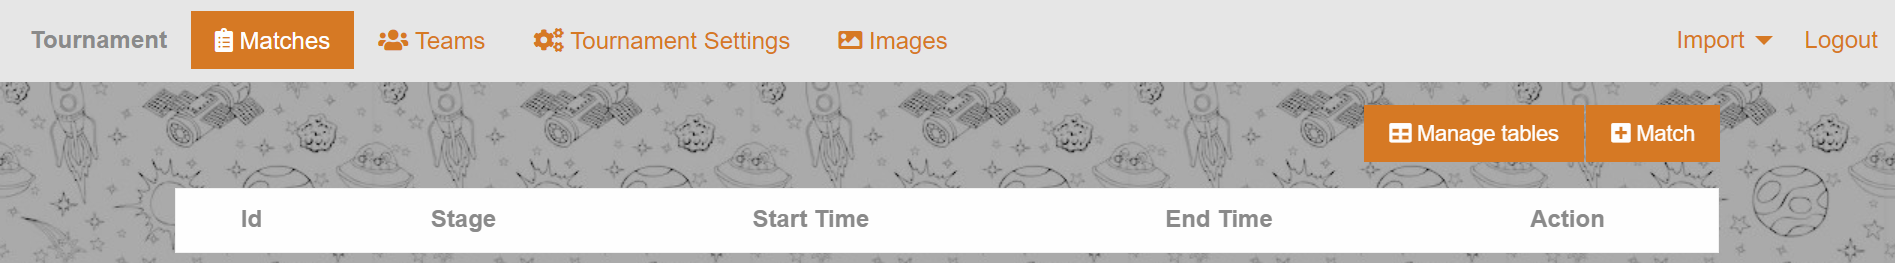 Tournament Matches Teams Tournament Settings Images Import Logout
Manage tables Match
Id Stage Start Time End Time Action